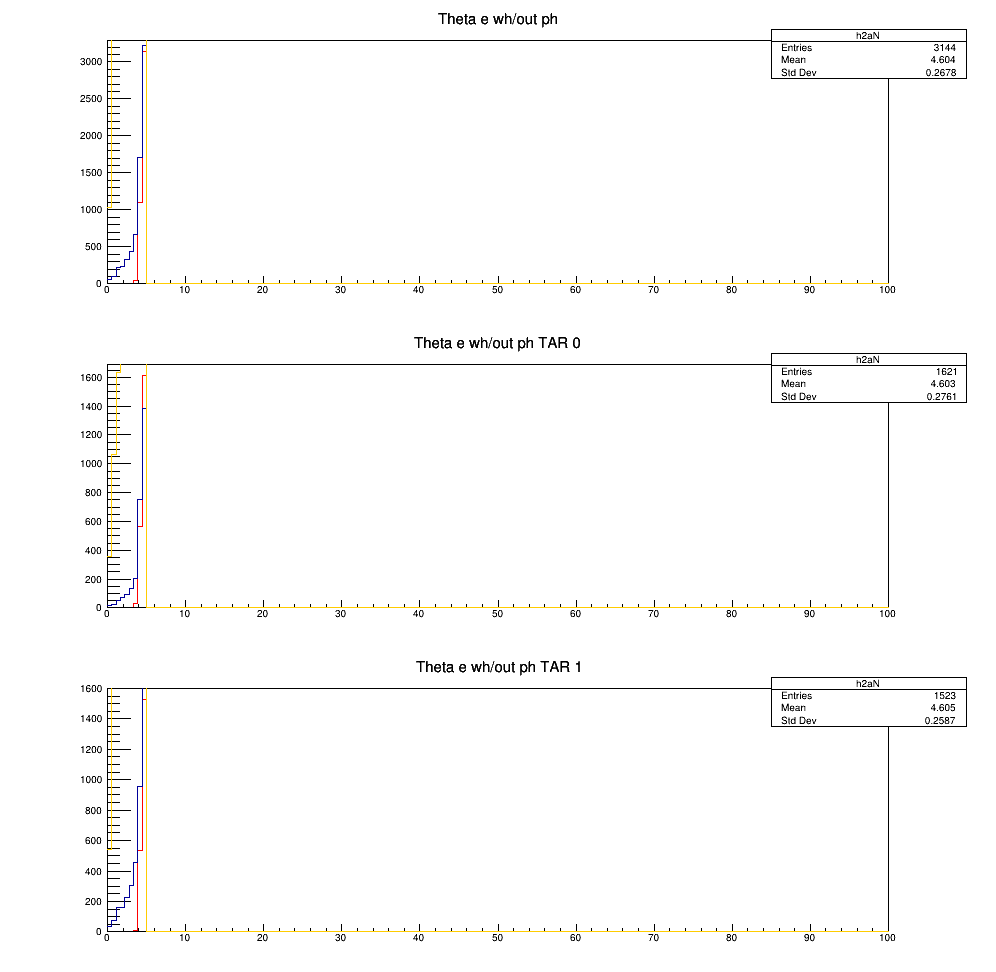 Theta e wh/out ph
h2aN
Entries 3144
Mean 4.604
Std Dev 0.2678
3000
2500
2000
1500
1000
500
0
0 10 20 30 40 50 60 70 80 90 100
Theta e wh/out ph TAR 0
h2aN
Entries 1621
Mean 4.603
Std Dev 0.2761
1600
1400
1200
1000
800
600
400
200
0
0 10 20 30 40 50 60 70 80 90 100
Theta e wh/out ph TAR 1
h2aN
Entries 1523
Mean 4.605
Std Dev 0.2587
1600
1400
1200
1000
800
600
400
200
0
0 10 20 30 40 50 60 70 80 90 100